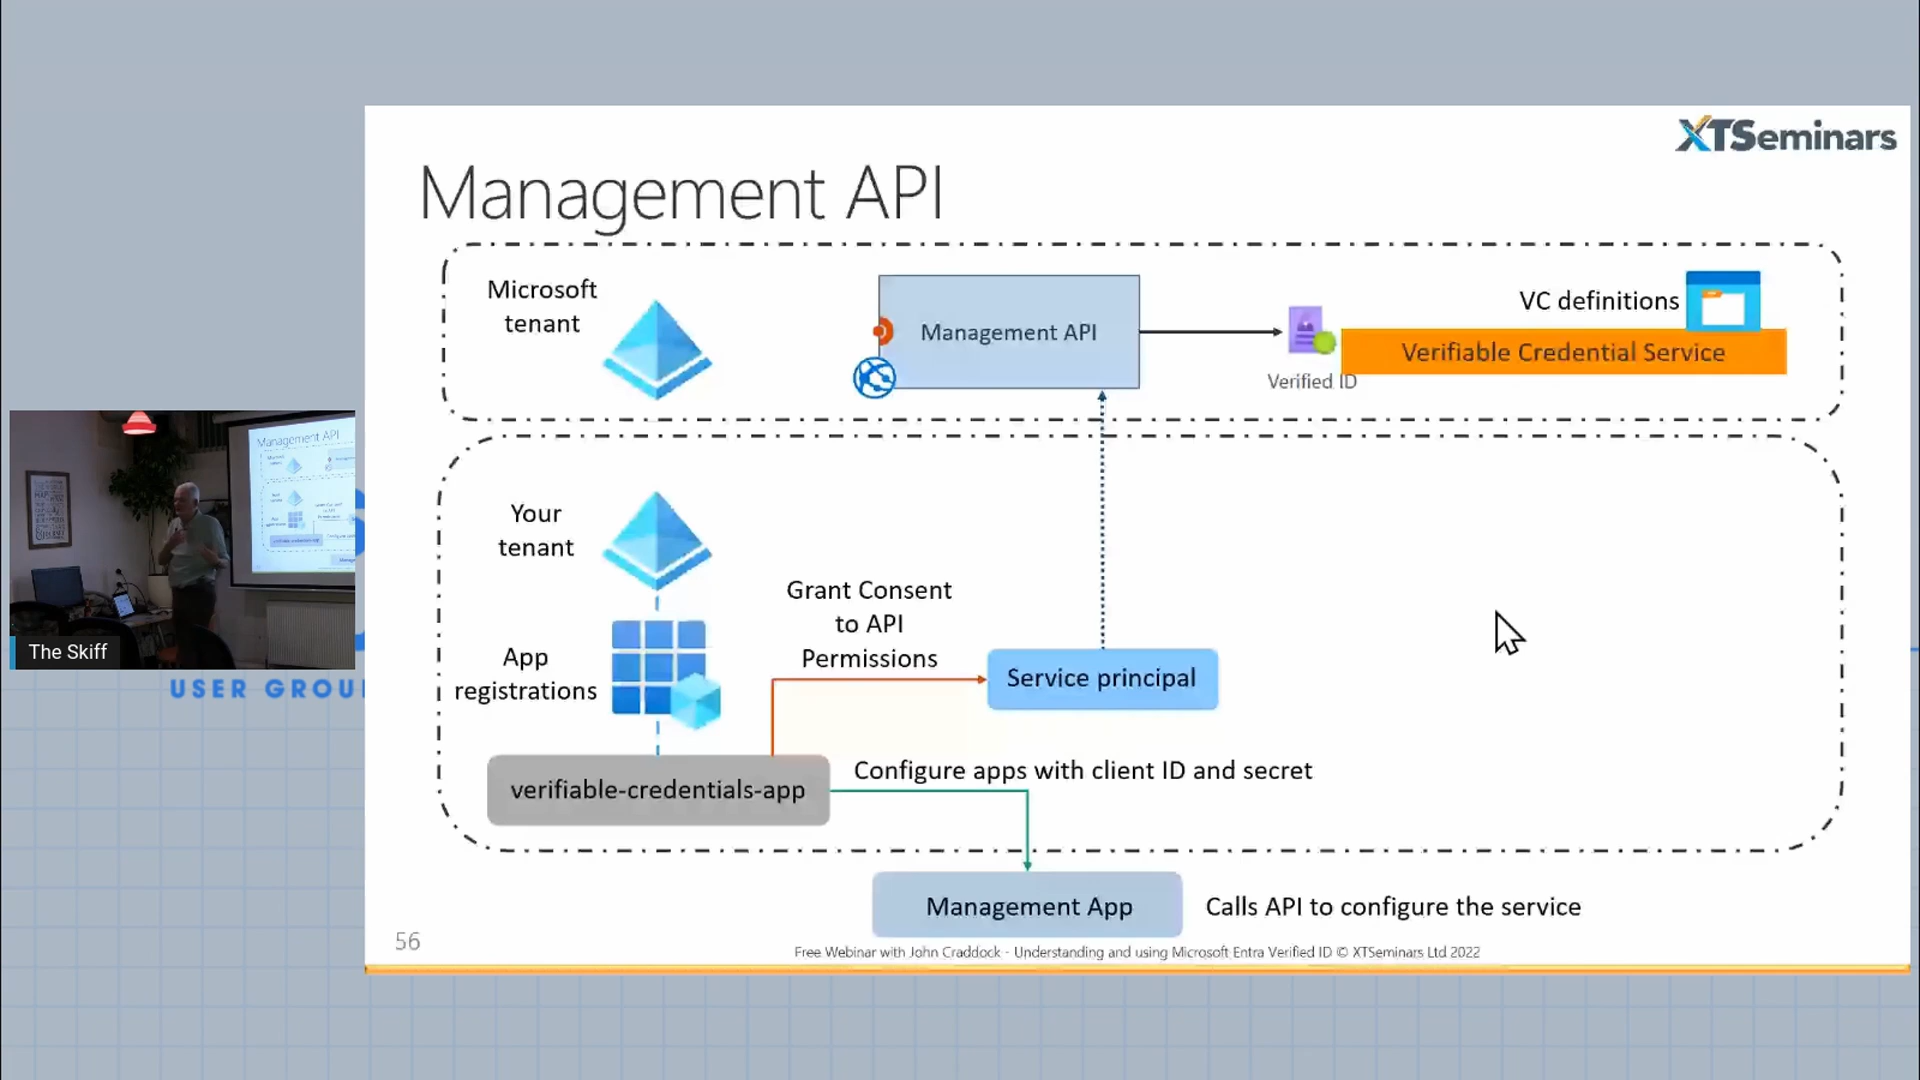 XTSeminars
Management API
Microsoft
tenant
Management API
VC definitions
Verifiable Credential Service
Verified ID
Your
tenant
Grant Consent
to API
Permissions
App
registrations
Service principal
verifiable-credentials-app
Configure apps with client ID and secret
Management App
Calls API to configure the service
56
Free Webinar with John Craddock - Understanding and using Microsoft Entra Verified ID © XTSeminars Ltd 2022
Management API
The Skiff
USER GROU